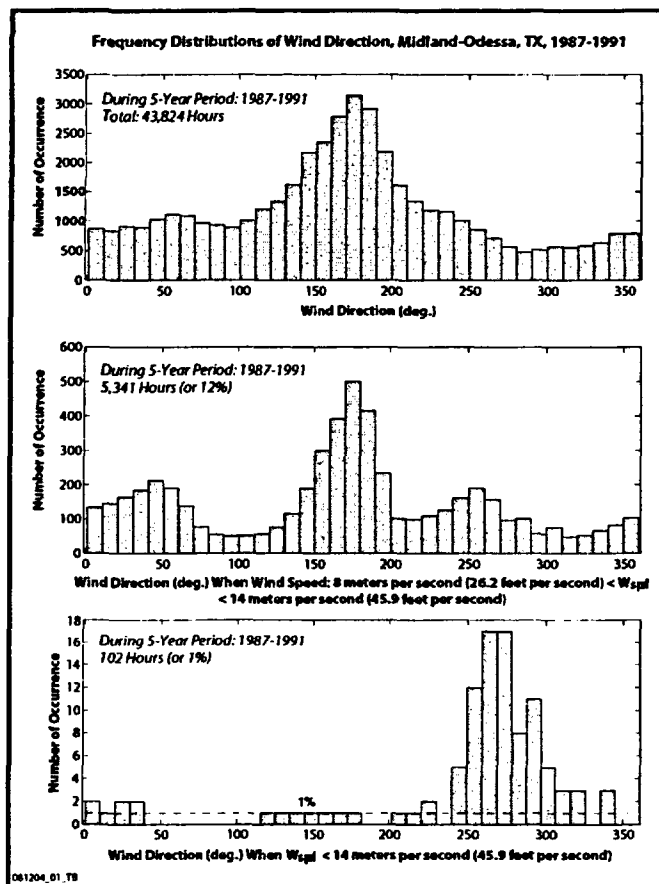 Frequency Distributions of Wind Direction, Midland-Odessa, TX, 1987-1991
During 5-Year Period: 1987-1991
Total: 43,824 Hours
Number of Occurrence
3500
3000
2500
2000
1500
1000
500
0
0 50 100 150 200 250 300 350
Wind Direction (deg.)
During 5-Year Period: 1987-1991
5,341 Hours (or 12%)
Number of Occurrence
600
500
400
300
200
100
0
0 50 100 150 200 250 300 350
Wind Direction (deg.) When Wind Speed: 8 meters per second (26.2 feet per second) < Wspd
< 14 meters per second (45.9 feet per second)
During 5-Year Period: 1987-1991
102 Hours (or 1%)
Number of Occurrence
18
16
14
12
10
8
6
4
2
0
1%
0 50 100 150 200 250 300 350
Wind Direction (deg.) When Wspd < 14 meters per second (45.9 feet per second)
061204_01_TB